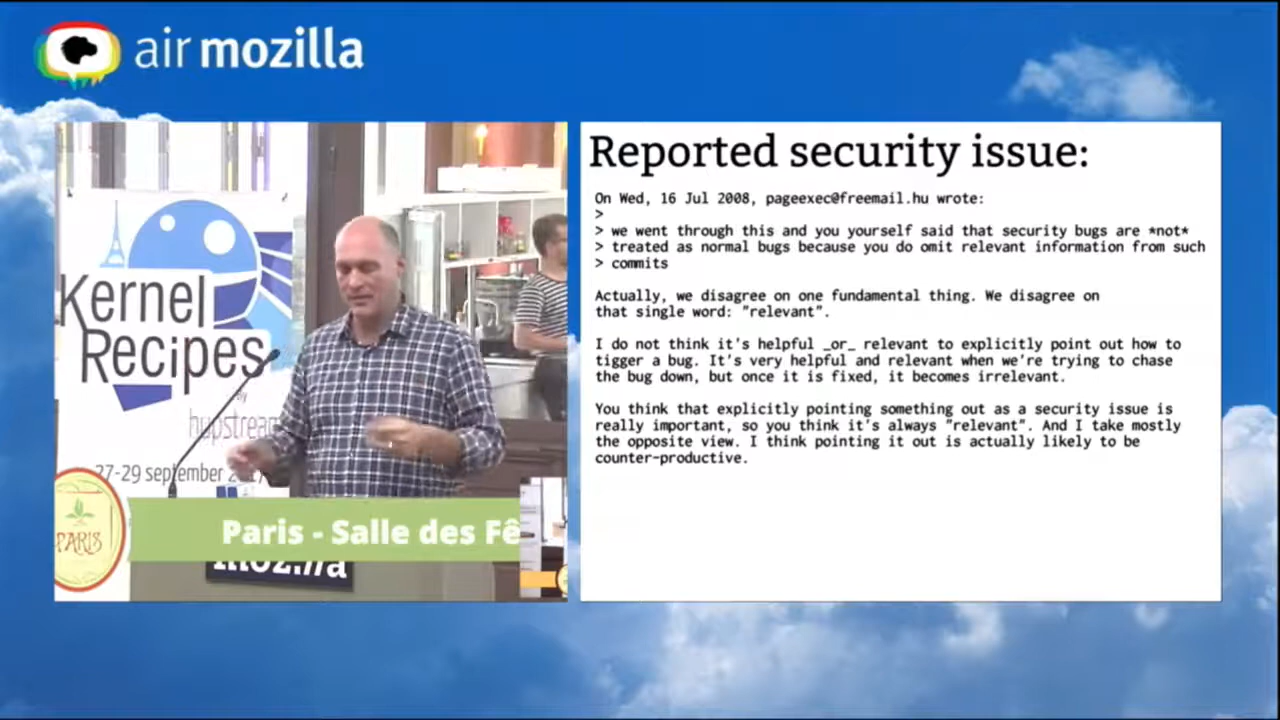 air mozilla
Kernel
Recipes
by
hupstream
27-29 september
PARIS
Paris - Salle des Fê
moz://a
Reported security issue:
On Wed, 16 Jul 2008, pageexec@freemail.hu wrote:
>
> we went through this and you yourself said that security bugs are *not*
> treated as normal bugs because you do omit relevant information from such
> commits
Actually, we disagree on one fundamental thing. We disagree on
that single word: "relevant".
I do not think it's helpful _or_ relevant to explicitly point out how to
tigger a bug. It's very helpful and relevant when we're trying to chase
the bug down, but once it is fixed, it becomes irrelevant.
You think that explicitly pointing something out as a security issue is
really important, so you think it's always "relevant". And I take mostly
the opposite view. I think pointing it out is actually likely to be
counter-productive.